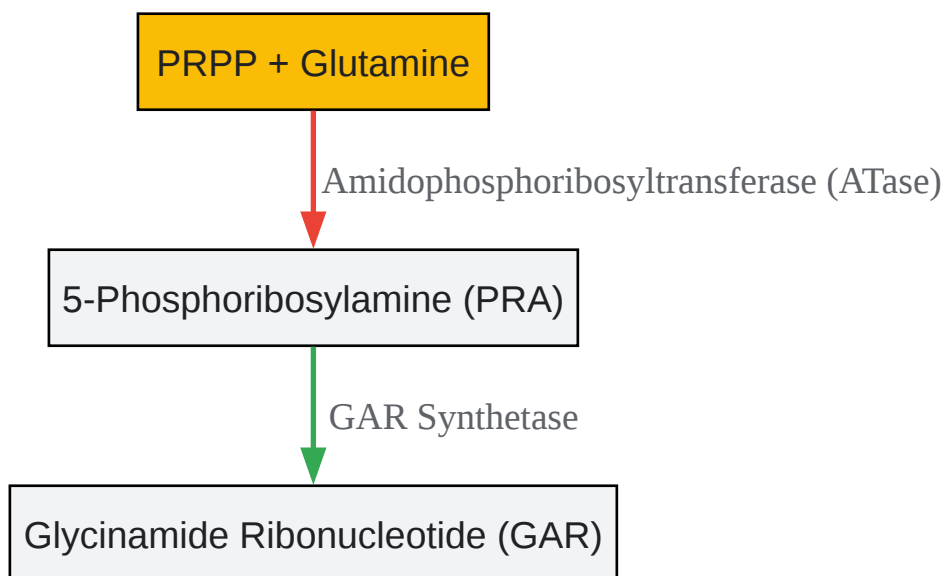 PRPP + Glutamine
Amidophosphoribosyltransferase (ATase)
5-Phosphoribosylamine (PRA)
GAR Synthetase
Glycinamide Ribonucleotide (GAR)